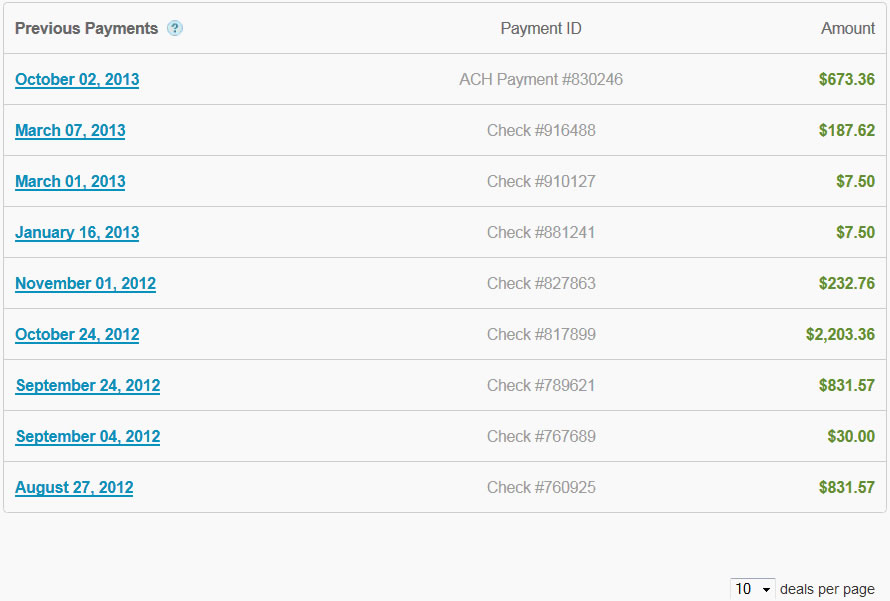 Previous Payments ? Payment ID Amount
October 02, 2013 ACH Payment #830246 $673.36
March 07, 2013 Check #916488 $187.62
March 01, 2013 Check #910127 $7.50
January 16, 2013 Check #881241 $7.50
November 01, 2012 Check #827863 $232.76
October 24, 2012 Check #817899 $2,203.36
September 24, 2012 Check #789621 $831.57
September 04, 2012 Check #767689 $30.00
August 27, 2012 Check #760925 $831.57
10 deals per page